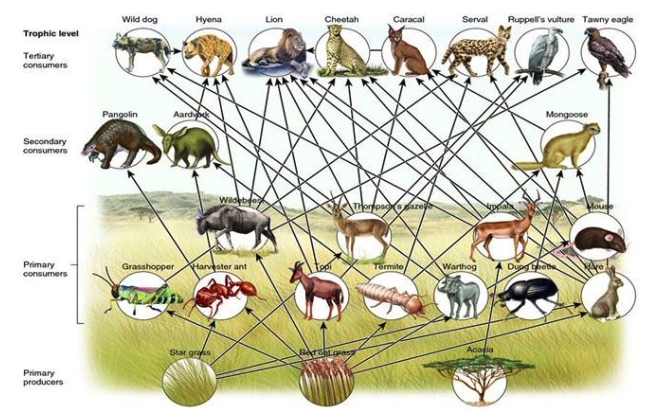 Wild dog Hyena Lion Cheetah Caracal Serval Ruppell's vulture Tawny eagle
Trophic level
Tertiary
consumers
Pangolin Aardvark Mongoose
Secondary
consumers
Wildebeest Thompson's gazelle Impala Mouse
Primary
consumers
Grasshopper Harvester ant Topi Termite Warthog Dung beetle Hare
Star grass Red oat grass Acacia
Primary
producers